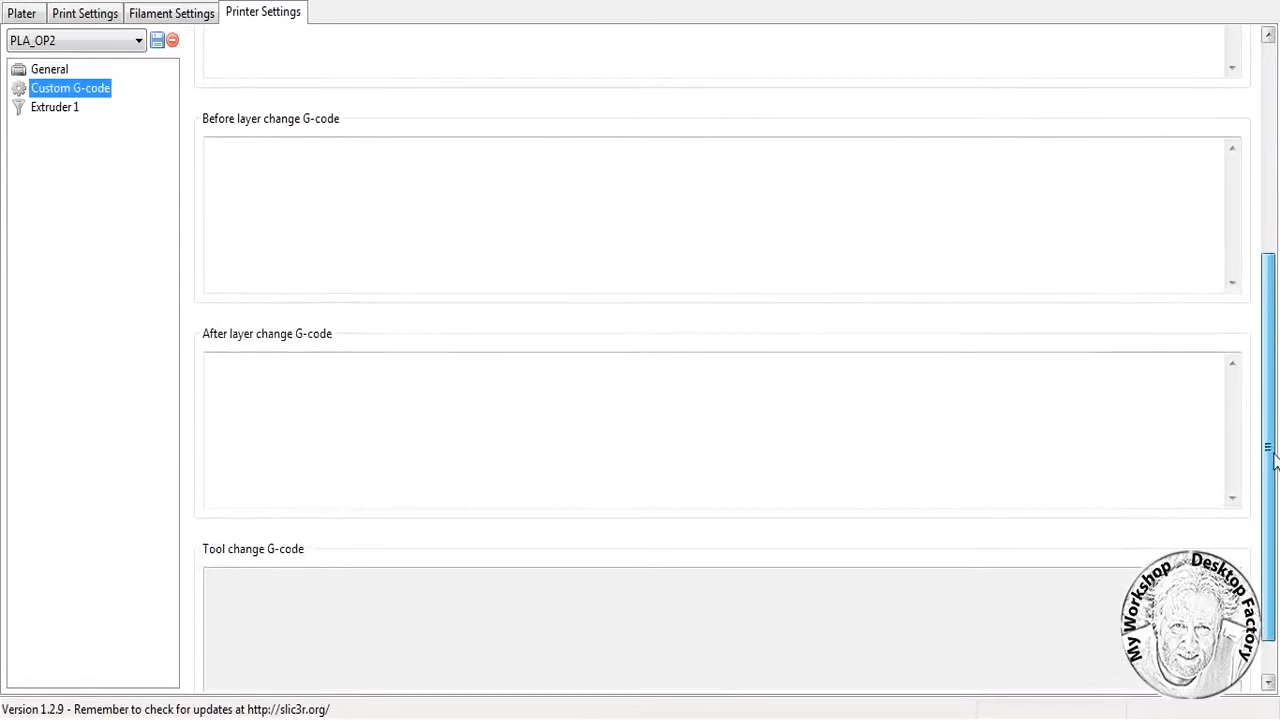 Plater
Print Settings
Filament Settings
Printer Settings
PLA_OP2
General
Custom G-code
Extruder 1
Before layer change G-code
After layer change G-code
Tool change G-code
My Workshop Desktop Factory
Version 1.2.9 - Remember to check for updates at http://slic3r.org/